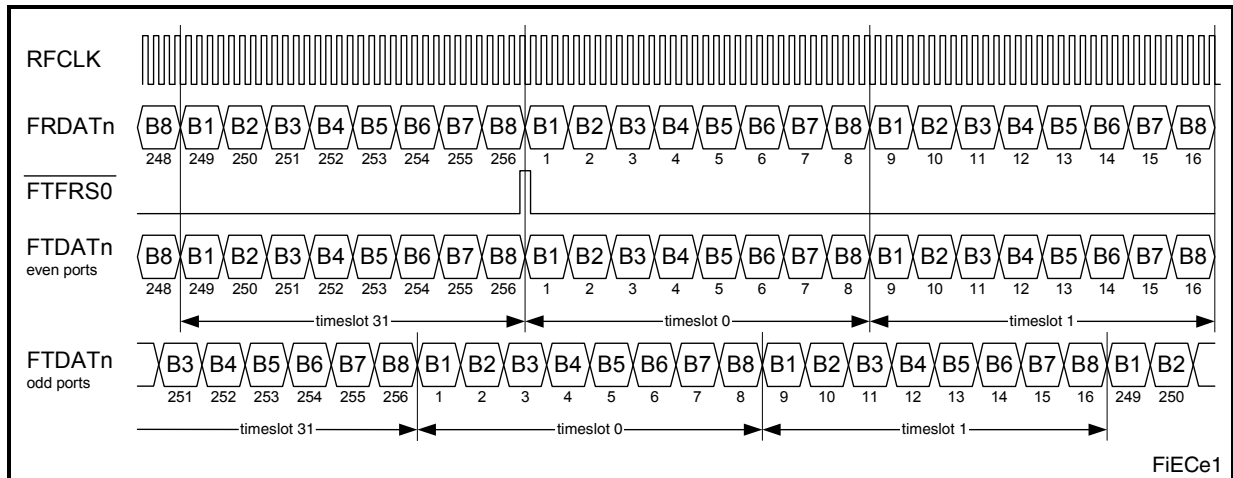 RFCLK
FRDATn B8 B1 B2 B3 B4 B5 B6 B7 B8 B1 B2 B3 B4 B5 B6 B7 B8 B1 B2 B3 B4 B5 B6 B7 B8
248 249 250 251 252 253 254 255 256 1 2 3 4 5 6 7 8 9 10 11 12 13 14 15 16
FTFRS0
FTDATn B8 B1 B2 B3 B4 B5 B6 B7 B8 B1 B2 B3 B4 B5 B6 B7 B8 B1 B2 B3 B4 B5 B6 B7 B8
even ports 248 249 250 251 252 253 254 255 256 1 2 3 4 5 6 7 8 9 10 11 12 13 14 15 16
timeslot 31 timeslot 0 timeslot 1
FTDATn B3 B4 B5 B6 B7 B8 B1 B2 B3 B4 B5 B6 B7 B8 B1 B2 B3 B4 B5 B6 B7 B8 B1 B2
odd ports 251 252 253 254 255 256 1 2 3 4 5 6 7 8 9 10 11 12 13 14 15 16 249 250
timeslot 31 timeslot 0 timeslot 1
FiECe1